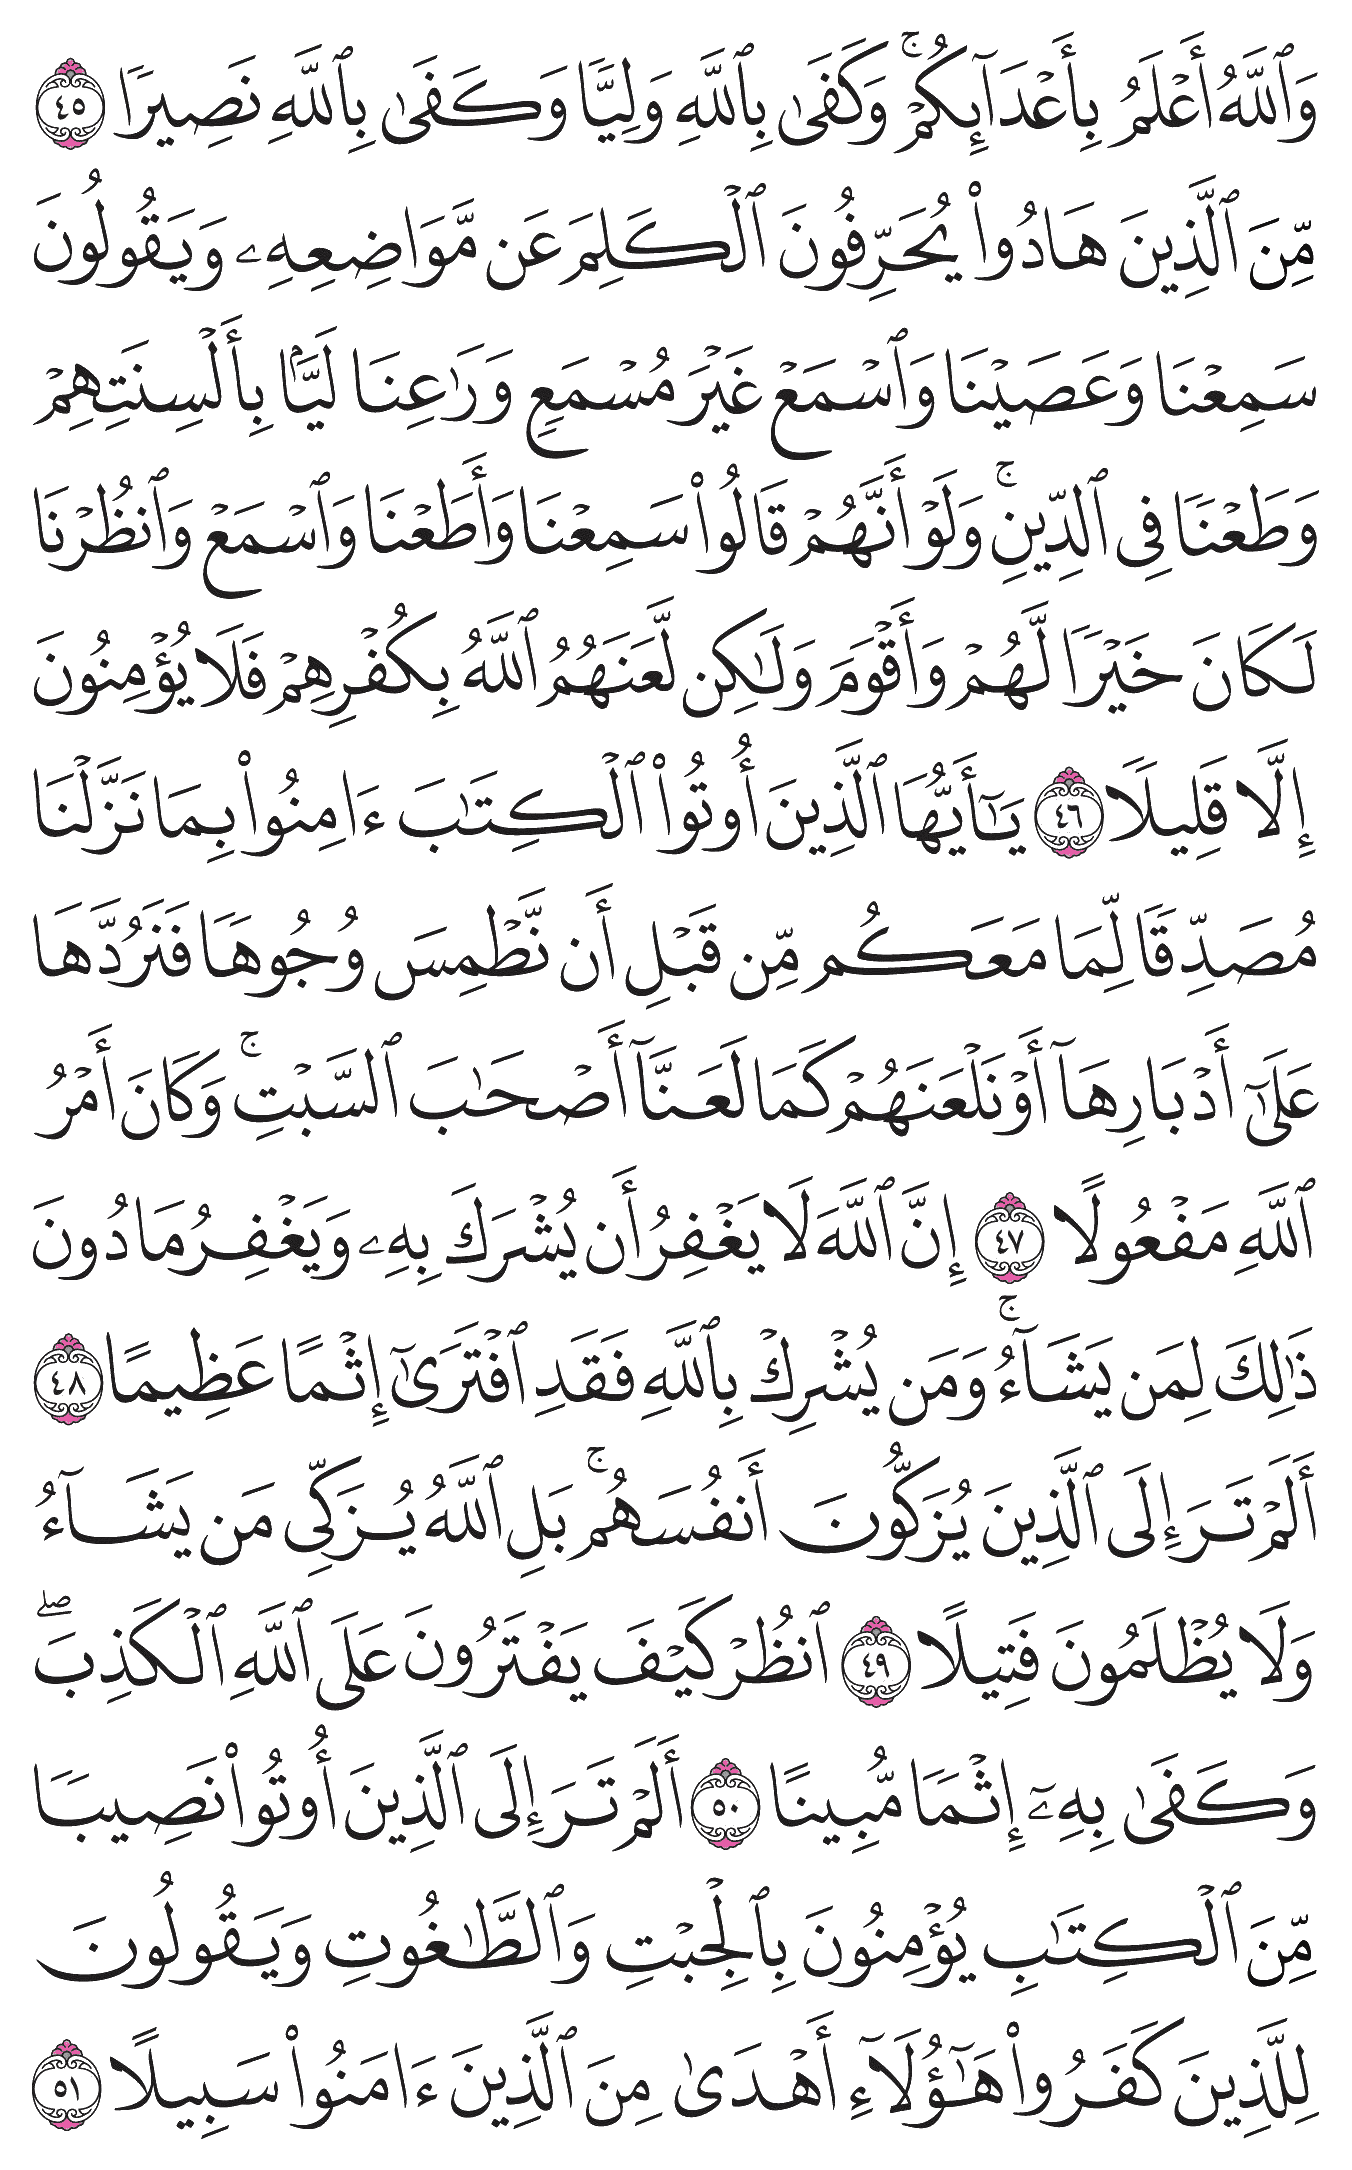 وَٱللَّهُ أَعۡلَمُ بِأَعۡدَآئِكُمۡۚ وَكَفَىٰ بِٱللَّهِ وَلِيّٗا وَكَفَىٰ بِٱللَّهِ نَصِيرٗا ٤٥
مِّنَ ٱلَّذِينَ هَادُواْ يُحَرِّفُونَ ٱلۡكَلِمَ عَن مَّوَاضِعِهِۦ وَيَقُولُونَ
سَمِعۡنَا وَعَصَيۡنَا وَٱسۡمَعۡ غَيۡرَ مُسۡمَعٖ وَرَٰعِنَا لَيَّۢا بِأَلۡسِنَتِهِمۡ
وَطَعۡنٗا فِي ٱلدِّينِۚ وَلَوۡ أَنَّهُمۡ قَالُواْ سَمِعۡنَا وَأَطَعۡنَا وَٱسۡمَعۡ وَٱنظُرۡنَا
لَكَانَ خَيۡرٗا لَّهُمۡ وَأَقۡوَمَ وَلَٰكِن لَّعَنَهُمُ ٱللَّهُ بِكُفۡرِهِمۡ فَلَا يُؤۡمِنُونَ
إِلَّا قَلِيلٗا ٤٦ يَٰٓأَيُّهَا ٱلَّذِينَ أُوتُواْ ٱلۡكِتَٰبَ ءَامِنُواْ بِمَا نَزَّلۡنَا
مُصَدِّقٗا لِّمَا مَعَكُم مِّن قَبۡلِ أَن نَّطۡمِسَ وُجُوهٗا فَنَرُدَّهَا
عَلَىٰٓ أَدۡبَارِهَآ أَوۡ نَلۡعَنَهُمۡ كَمَا لَعَنَّآ أَصۡحَٰبَ ٱلسَّبۡتِۚ وَكَانَ أَمۡرُ
ٱللَّهِ مَفۡعُولًا ٤٧ إِنَّ ٱللَّهَ لَا يَغۡفِرُ أَن يُشۡرَكَ بِهِۦ وَيَغۡفِرُ مَا دُونَ
ذَٰلِكَ لِمَن يَشَآءُۚ وَمَن يُشۡرِكۡ بِٱللَّهِ فَقَدِ ٱفۡتَرَىٰٓ إِثۡمًا عَظِيمًا ٤٨
أَلَمۡ تَرَ إِلَى ٱلَّذِينَ يُزَكُّونَ أَنفُسَهُمۚ بَلِ ٱللَّهُ يُزَكِّي مَن يَشَآءُ
وَلَا يُظۡلَمُونَ فَتِيلًا ٤٩ ٱنظُرۡ كَيۡفَ يَفۡتَرُونَ عَلَى ٱللَّهِ ٱلۡكَذِبَۖ
وَكَفَىٰ بِهِۦٓ إِثۡمٗا مُّبِينًا ٥٠ أَلَمۡ تَرَ إِلَى ٱلَّذِينَ أُوتُواْ نَصِيبٗا
مِّنَ ٱلۡكِتَٰبِ يُؤۡمِنُونَ بِٱلۡجِبۡتِ وَٱلطَّٰغُوتِ وَيَقُولُونَ
لِلَّذِينَ كَفَرُواْ هَٰٓؤُلَآءِ أَهۡدَىٰ مِنَ ٱلَّذِينَ ءَامَنُواْ سَبِيلًا ٥١